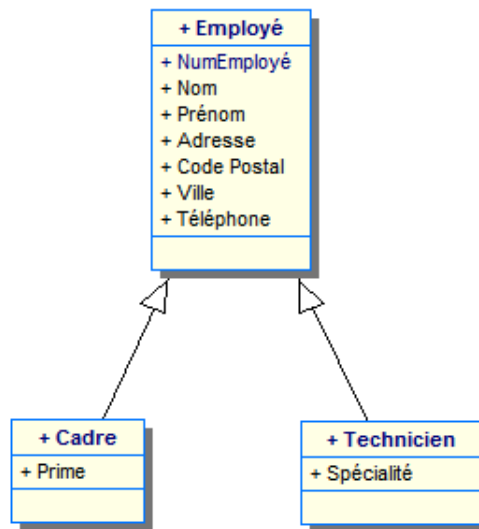 + Employé
+ NumEmployé
+ Nom
+ Prénom
+ Adresse
+ Code Postal
+ Ville
+ Téléphone
+ Cadre
+ Prime
+ Technicien
+ Spécialité